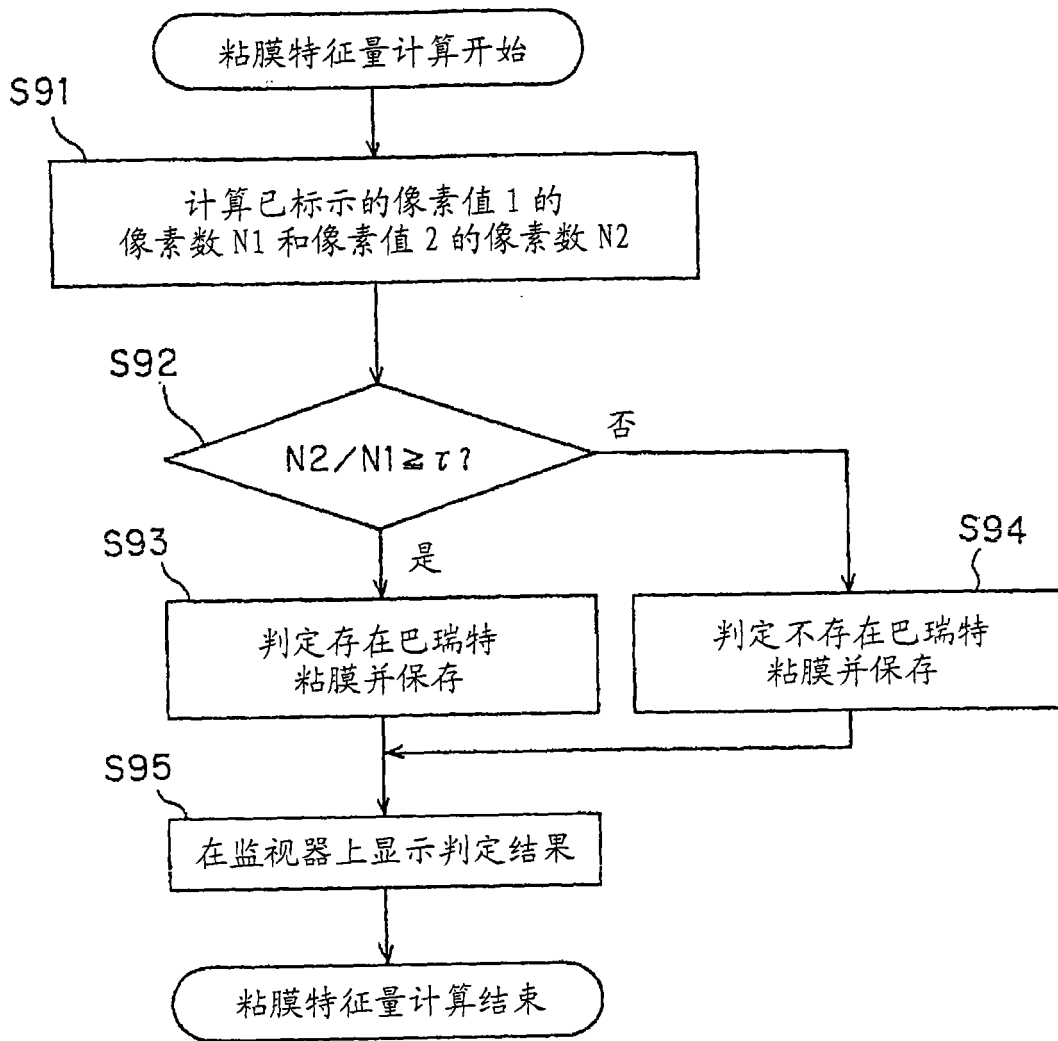 粘膜特征量计算开始
S91
计算已标示的像素值1的
像素数N1和像素值2的像素数N2
S92
N2/N1≧τ?
否
是
S93
判定存在巴瑞特
粘膜并保存
S94
判定不存在巴瑞特
粘膜并保存
S95
在监视器上显示判定结果
粘膜特征量计算结束